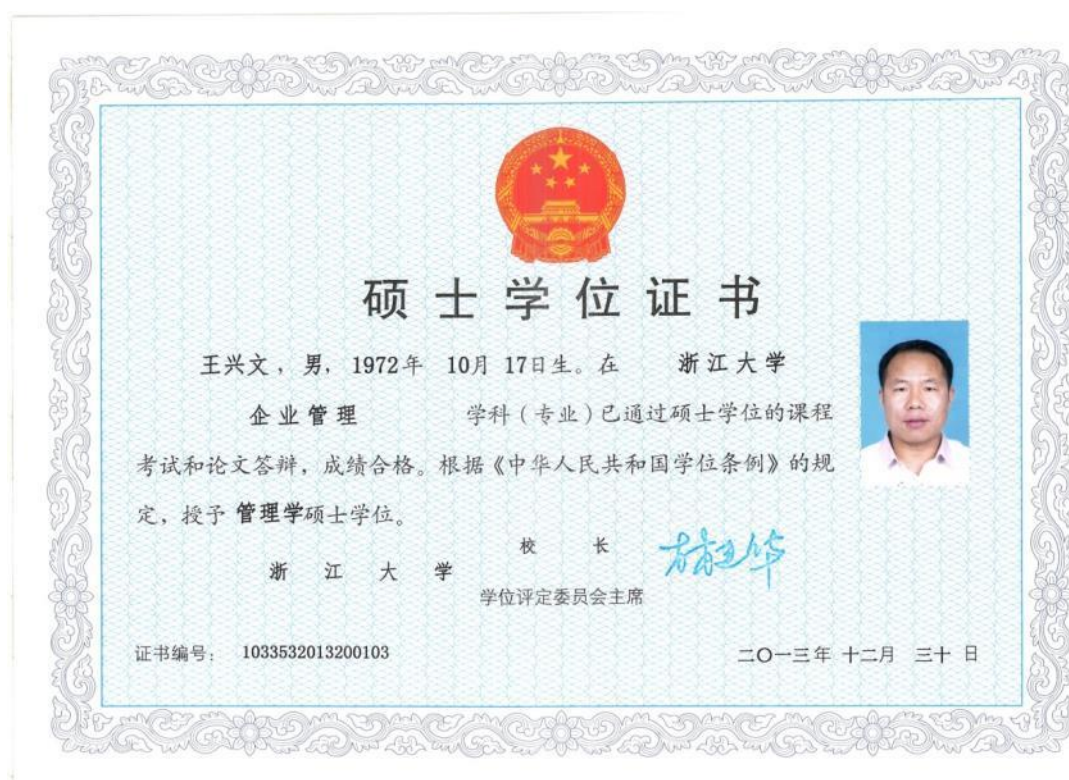 硕士学位证书
王兴文，男，1972年 10月 17日生。在 浙江大学
企业管理 学科（专业）已通过硕士学位的课程
考试和论文答辩，成绩合格。根据《中华人民共和国学位条例》的规
定，授予 管理学硕士学位。
校 长
浙 江 大 学
学位评定委员会主席
证书编号： 1033532013200103
二〇一三年 十二月 三十 日